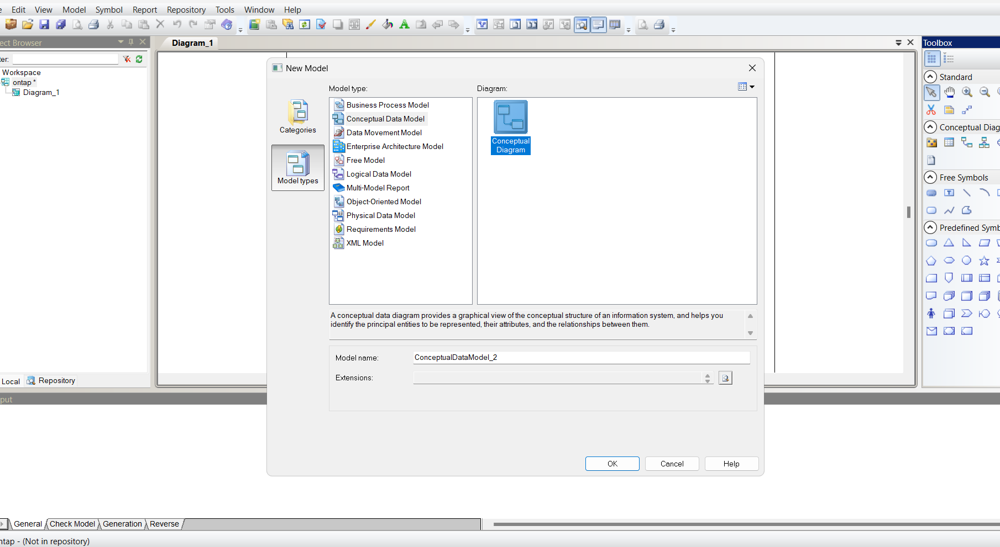 e Edit View Model Symbol Report Repository Tools Window Help
ect Browser
Diagram_1
Toolbox
ter:
Workspace
ontap *
Diagram_1
Local Repository
New Model
Model type:
Diagram:
Categories
Model types
Business Process Model
Conceptual Data Model
Data Movement Model
Enterprise Architecture Model
Free Model
Logical Data Model
Multi-Model Report
Object-Oriented Model
Physical Data Model
Requirements Model
XML Model
Conceptual
Diagram
A conceptual data diagram provides a graphical view of the conceptual structure of an information system, and helps you
identify the principal entities to be represented, their attributes, and the relationships between them.
Model name: ConceptualDataModel_2
Extensions:
OK Cancel Help
Standard
Conceptual Diag
Free Symbols
Predefined Symb
put
General Check Model Generation Reverse
ntap - (Not in repository)